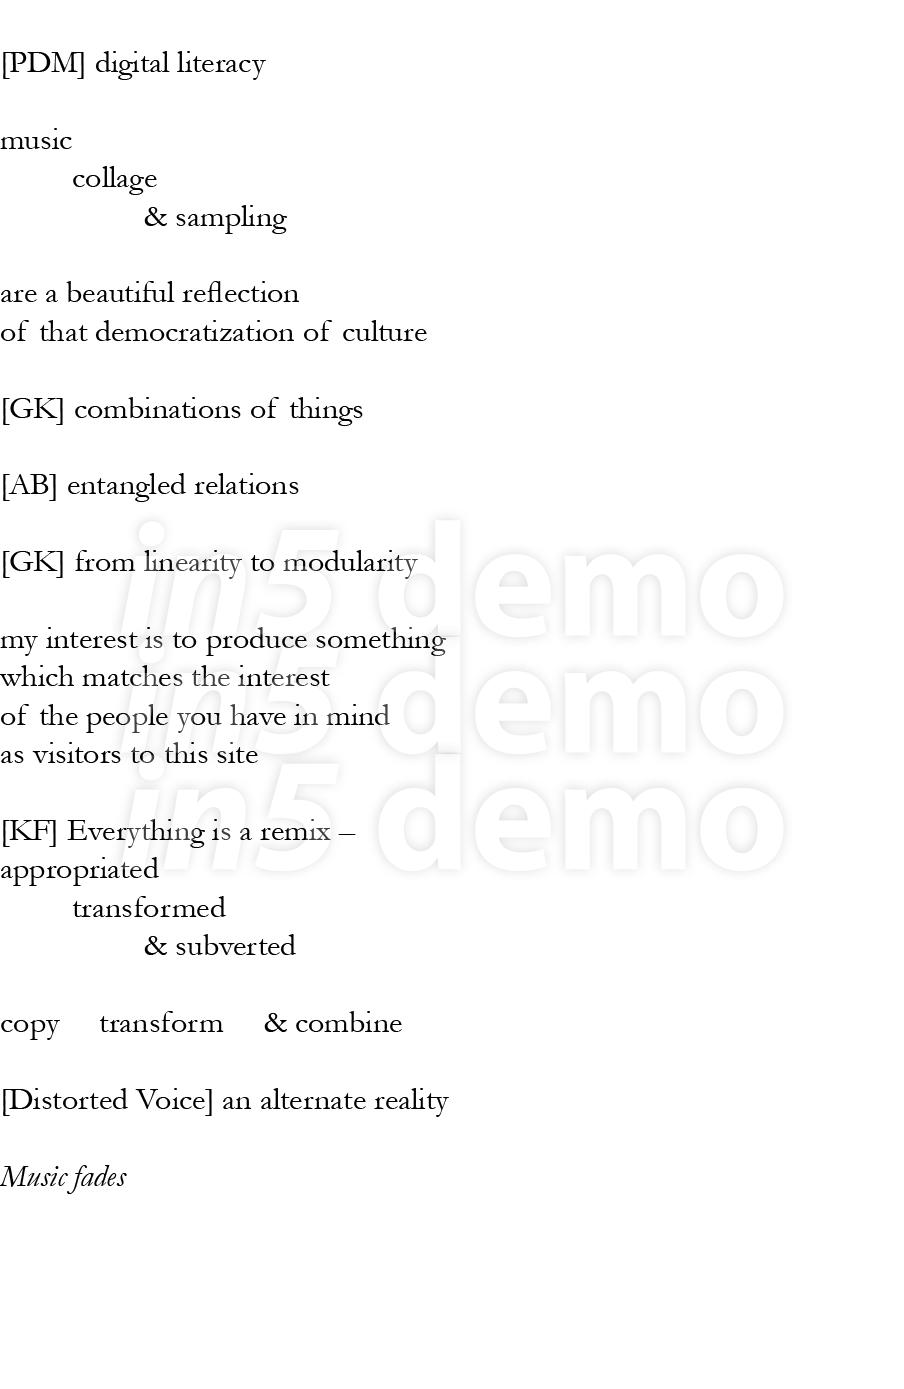 [PDM] digital literacy
music
collage
& sampling
are a beautiful reflection
of that democratization of culture
[GK] combinations of things
[AB] entangled relations
[GK] from linearity to modularity
my interest is to produce something
which matches the interest
of the people you have in mind
as visitors to this site
[KF] Everything is a remix –
appropriated
transformed
& subverted
copy transform & combine
[Distorted Voice] an alternate reality
Music fades
in5 demo
in5 demo
in5 demo